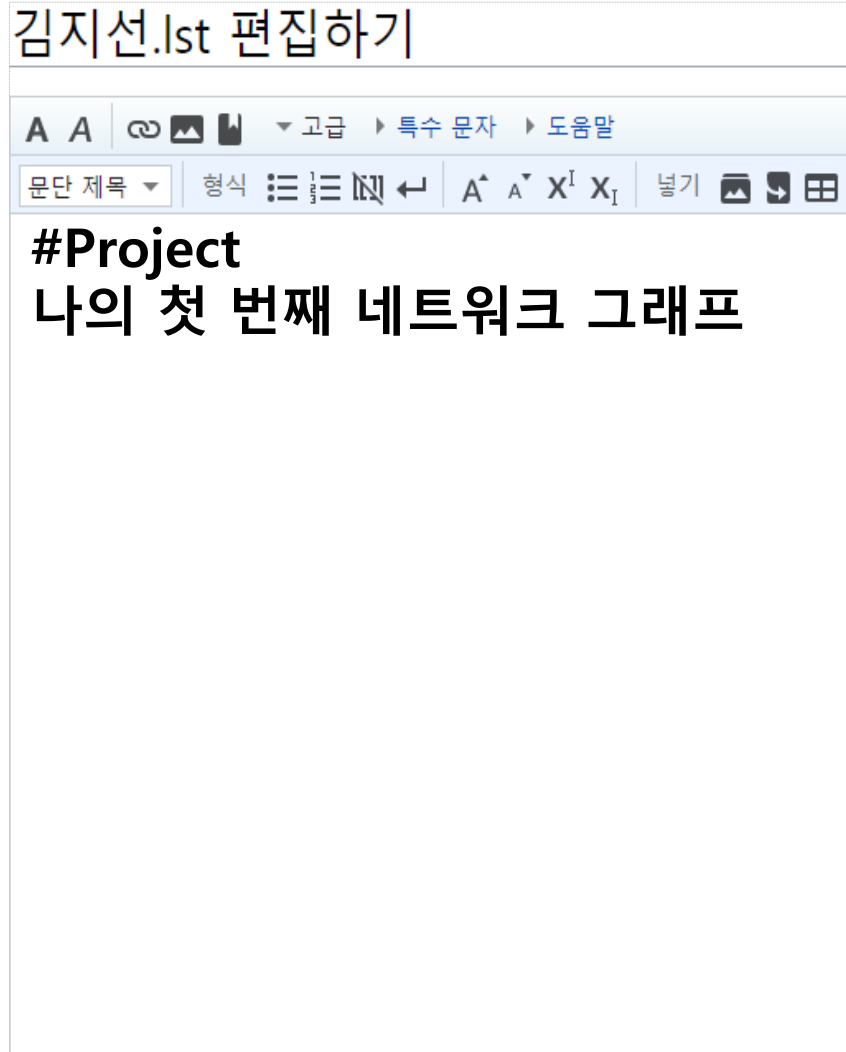 김지선.lst 편집하기
A A 고급 특수 문자 도움말
문단 제목 형식 A A X X 넣기
#Project
나의 첫 번째 네트워크 그래프